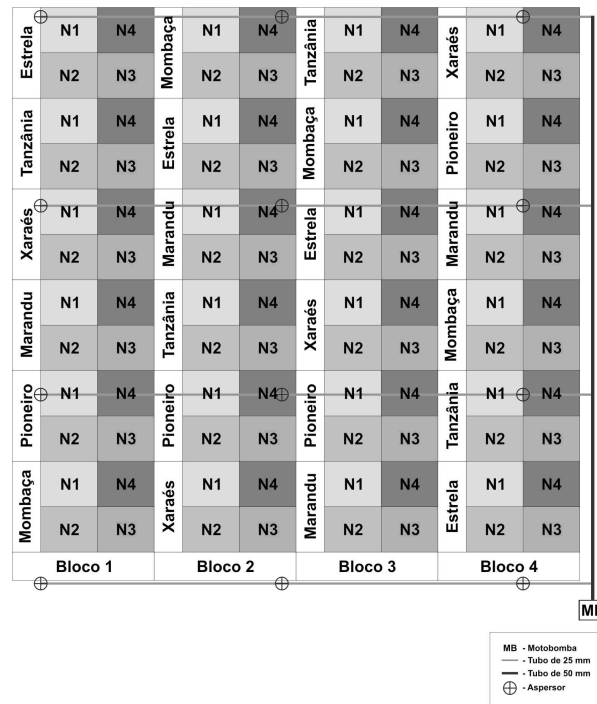 Estrela N1 N4 Mombaça N1 N4 Tanzânia N1 N4 Xaraés N1 N4
N2 N3 N2 N3 N2 N3 N2 N3
Tanzânia N1 N4 Estrela N1 N4 Mombaça N1 N4 Pioneiro N1 N4
N2 N3 N2 N3 N2 N3 N2 N3
Xaraés N1 N4 Marandu N1 N4 Estrela N1 N4 Marandu N1 N4
N2 N3 N2 N3 N2 N3 N2 N3
Marandu N1 N4 Tanzânia N1 N4 Xaraés N1 N4 Mombaça N1 N4
N2 N3 N2 N3 N2 N3 N2 N3
Pioneiro N1 N4 Pioneiro N1 N4 Pioneiro N1 N4 Tanzânia N1 N4
N2 N3 N2 N3 N2 N3 N2 N3
Mombaça N1 N4 Xaraés N1 N4 Marandu N1 N4 Estrela N1 N4
N2 N3 N2 N3 N2 N3 N2 N3
Bloco 1 Bloco 2 Bloco 3 Bloco 4
MB
MB - Motobomba
- Tubo de 25 mm
- Tubo de 50 mm
- Aspersor